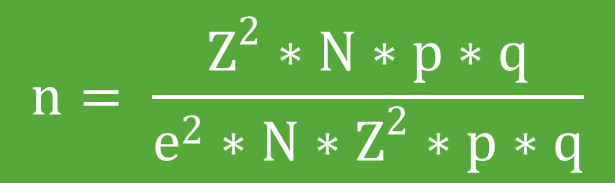 n = Z² * N * p * q
e² * N * Z² * p * q